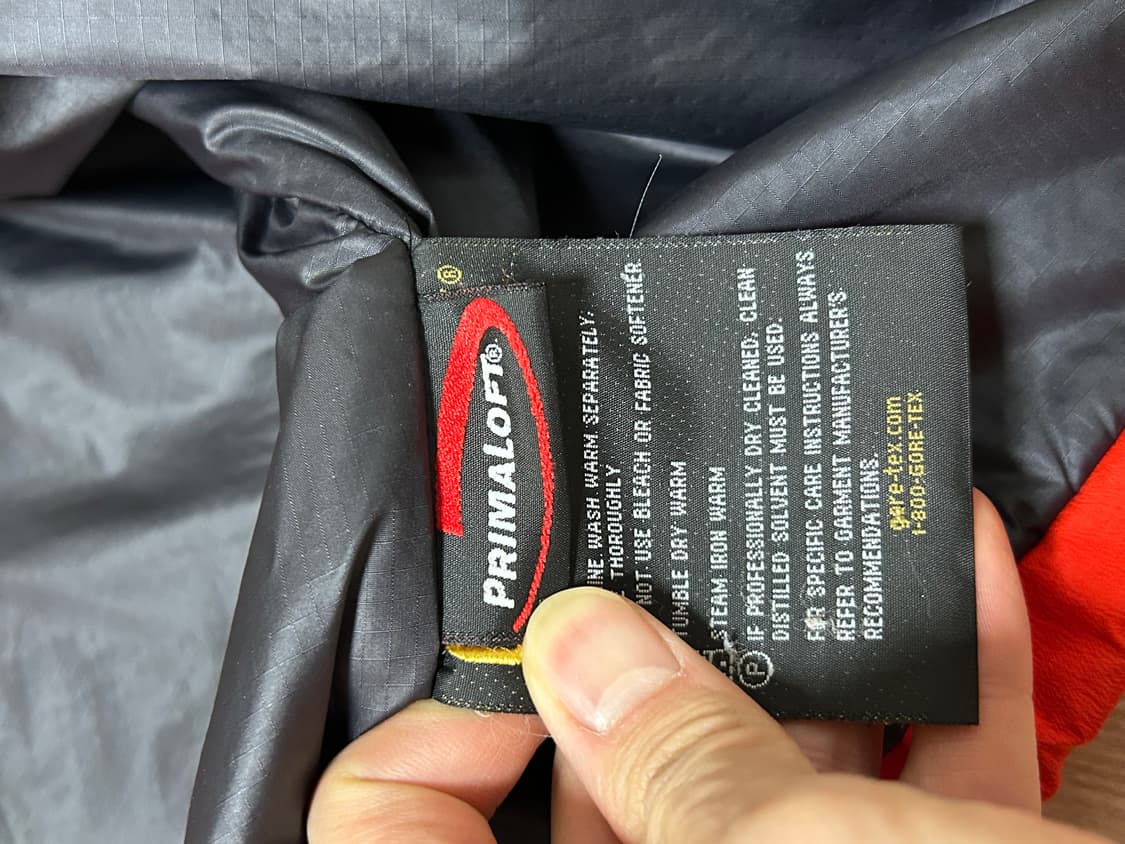 PRIMALOFT®
®
INE WASH WARM SEPARATELY.
THOROUGHLY
NOT USE BLEACH OR FABRIC SOFTENER
TUMBLE DRY WARM
STEAM IRON WARM
P IF PROFESSIONALLY DRY CLEANED, CLEAN
DISTILLED SOLVENT MUST BE USED.
FOR SPECIFIC CARE INSTRUCTIONS ALWAYS
REFER TO GARMENT MANUFACTURER'S
RECOMMENDATIONS.
gore-tex.com
1-800-GORE-TEX